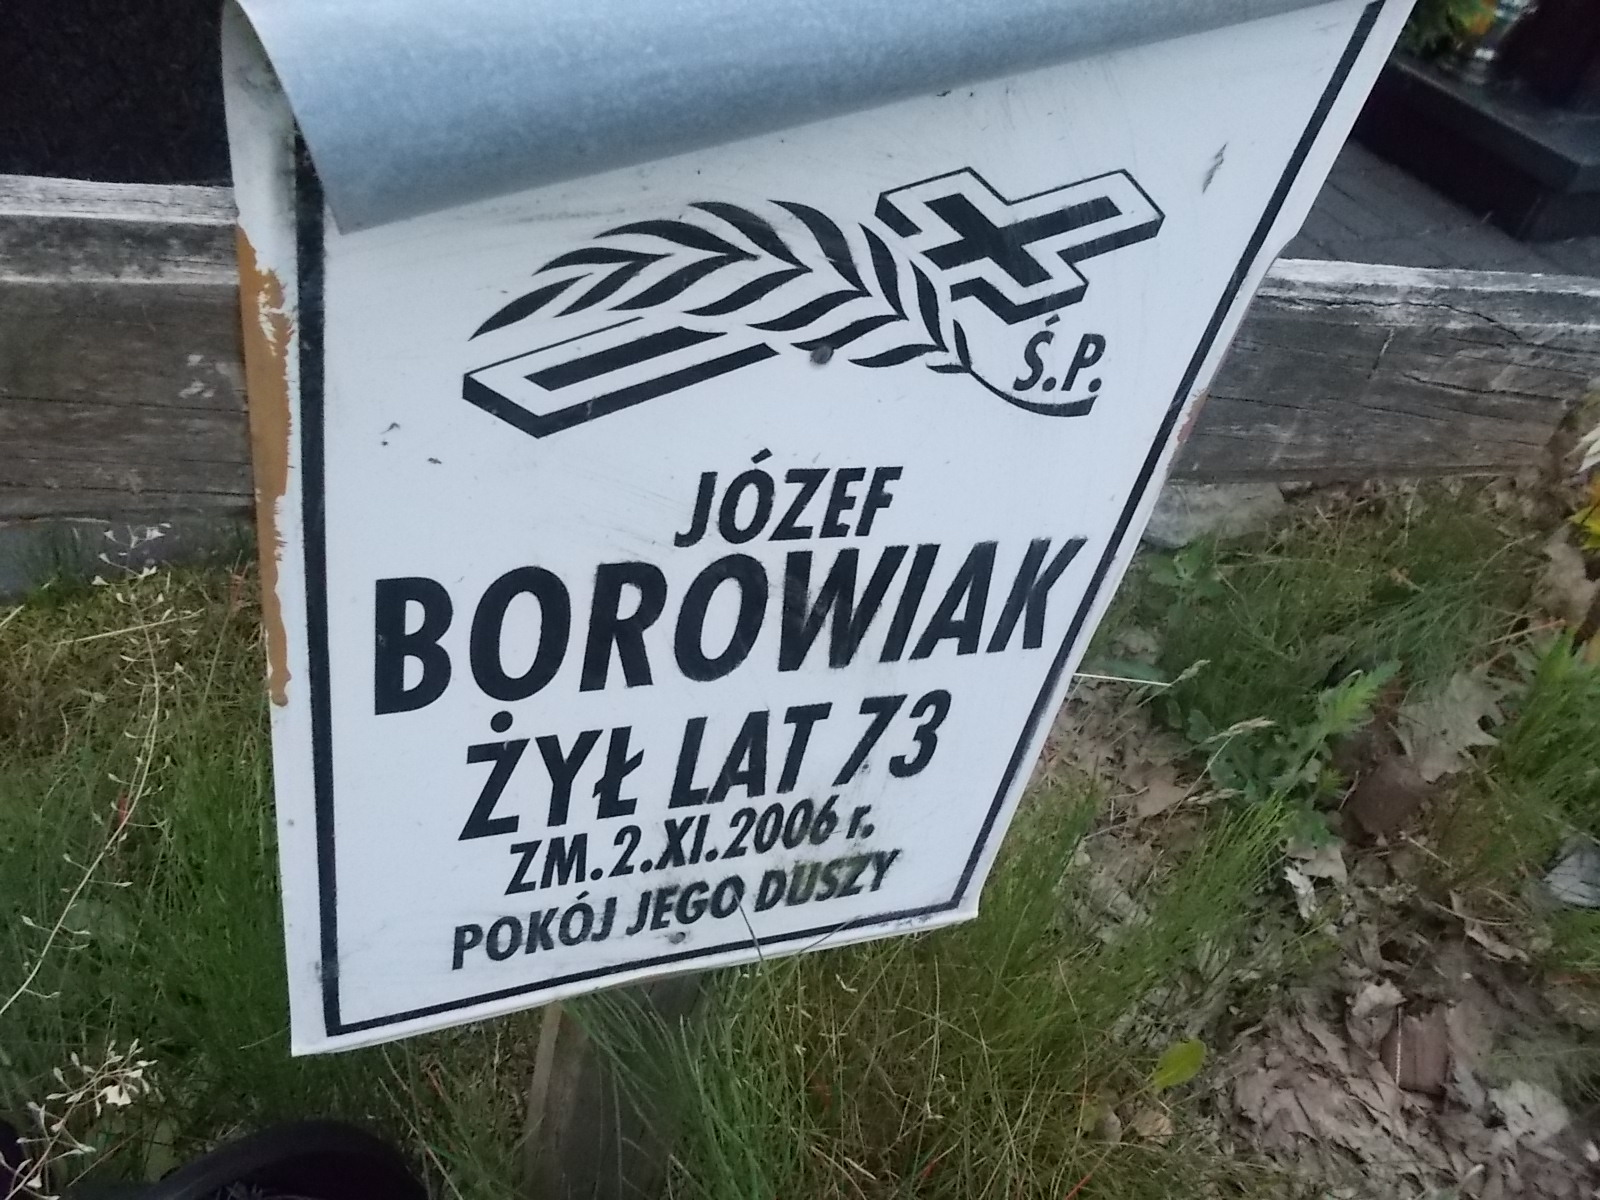 Ś.P.
JÓZEF
BOROWIAK
ŻYŁ LAT 73
ZM.2.XI.2006 r.
POKÓJ JEGO DUSZY